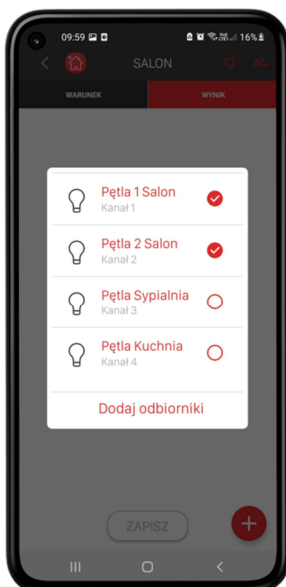 09:59 16%
SALON
WARUNEK WYNIK
Pętla 1 Salon
Kanał 1
Pętla 2 Salon
Kanał 2
Pętla Sypialnia
Kanał 3
Pętla Kuchnia
Kanał 4
Dodaj odbiorniki
ZAPISZ